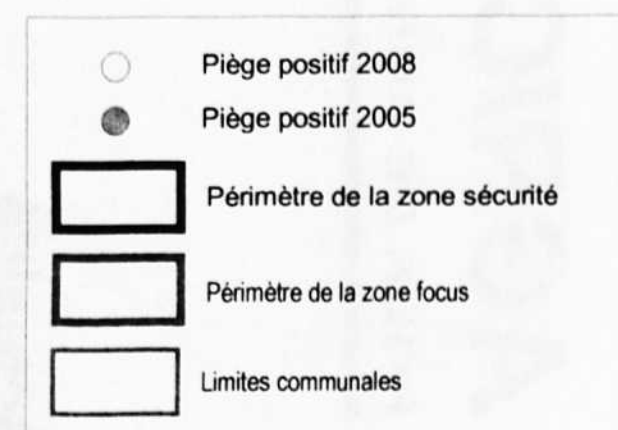 Piège positif 2008
Piège positif 2005
Périmètre de la zone sécurité
Périmètre de la zone focus
Limites communales